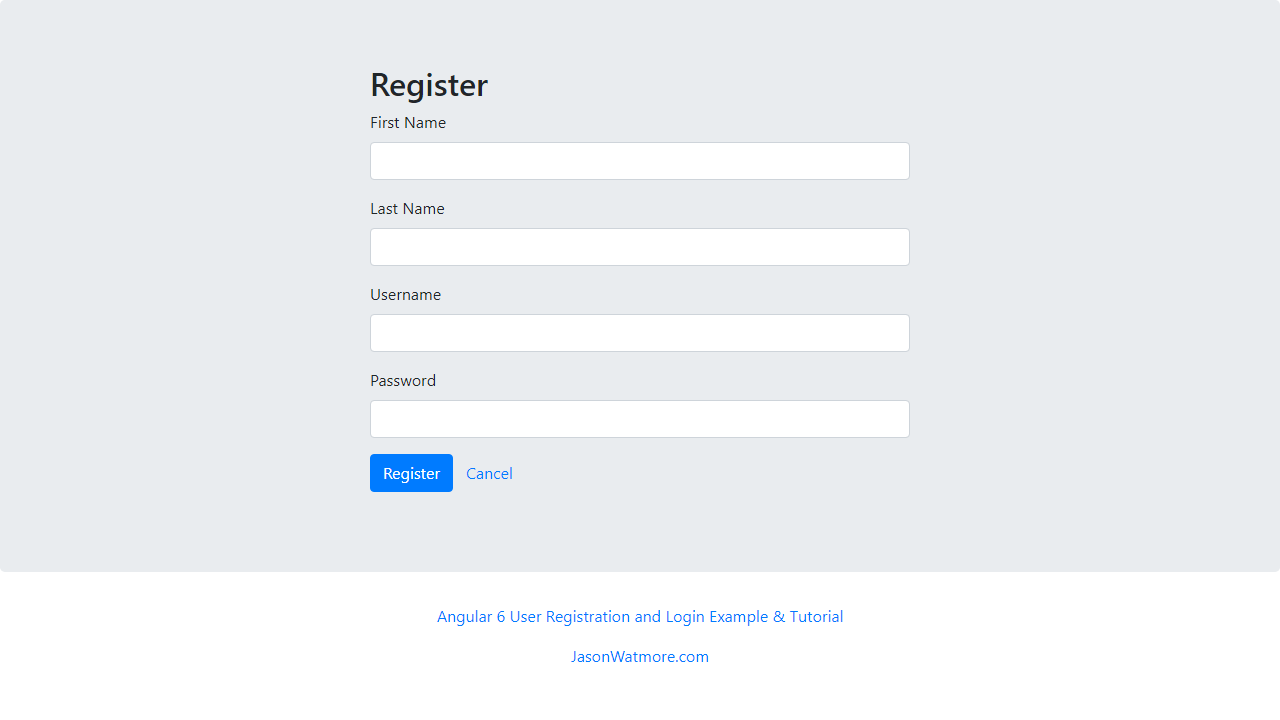 Register
First Name
Last Name
Username
Password
Register Cancel
Angular 6 User Registration and Login Example & Tutorial
JasonWatmore.com